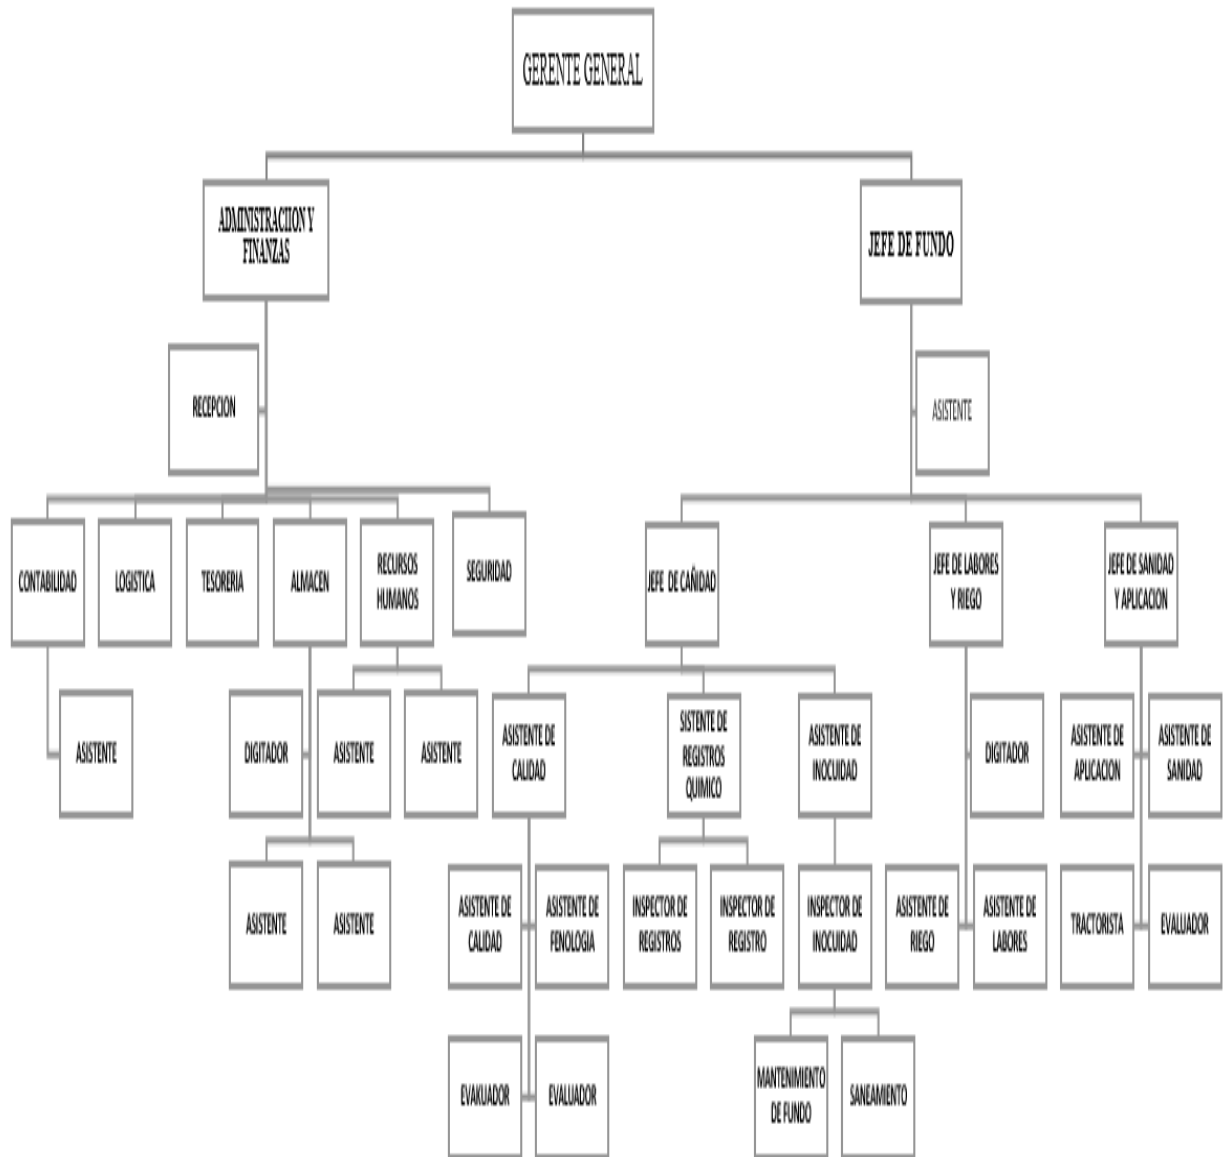 GERENTE GENERAL
ADMINISTRACIION Y
FINANZAS
JEFE DE FUNDO
RECEPCION
ASISTENTE
CONTABILIDAD
LOGISTICA
TESORERIA
ALMACEN
RECURSOS
HUMANOS
SEGURIDAD
JEFE DE CAÑIDAD
JEFE DE LABORES
Y RIEGO
JEFE DE SANIDAD
Y APLICACION
ASISTENTE
DIGITADOR
ASISTENTE
ASISTENTE
ASISTENTE DE
CALIDAD
SISTENTE DE
REGISTROS
QUIMICO
ASISTENTE DE
INOCUIDAD
DIGITADOR
ASISTENTE DE
APLICACION
ASISTENTE DE
SANIDAD
ASISTENTE
ASISTENTE
ASISTENTE DE
CALIDAD
ASISTENTE DE
FENOLOGIA
INSPECTOR DE
REGISTROS
INSPECTOR DE
REGISTRO
INSPECTOR DE
INOCUIDAD
ASISTENTE DE
RIEGO
ASISTENTE DE
LABORES
TRACTORISTA
EVALUADOR
EVAKUADOR
EVALUADOR
MANTENIMIENTO
DE FUNDO
SANEAMIENTO